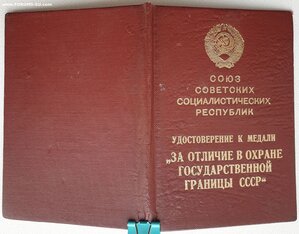 СОЮЗ
СОВЕТСКИХ
СОЦИАЛИСТИЧЕСКИХ
РЕСПУБЛИК
УДОСТОВЕРЕНИЕ К МЕДАЛИ
„ЗА ОТЛИЧИЕ В ОХРАНЕ
ГОСУДАРСТВЕННОЙ
ГРАНИЦЫ СССР“